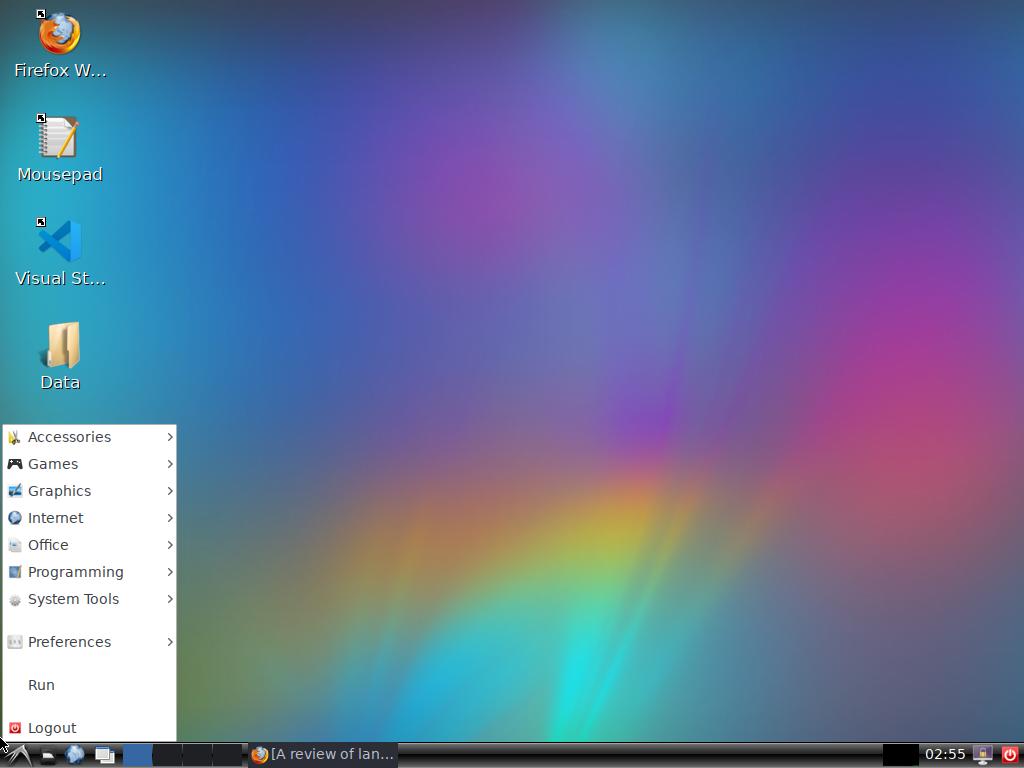 Firefox W...
Mousepad
Visual St...
Data
Accessories
Games
Graphics
Internet
Office
Programming
System Tools
Preferences
Run
Logout
[A review of lan...
02:55